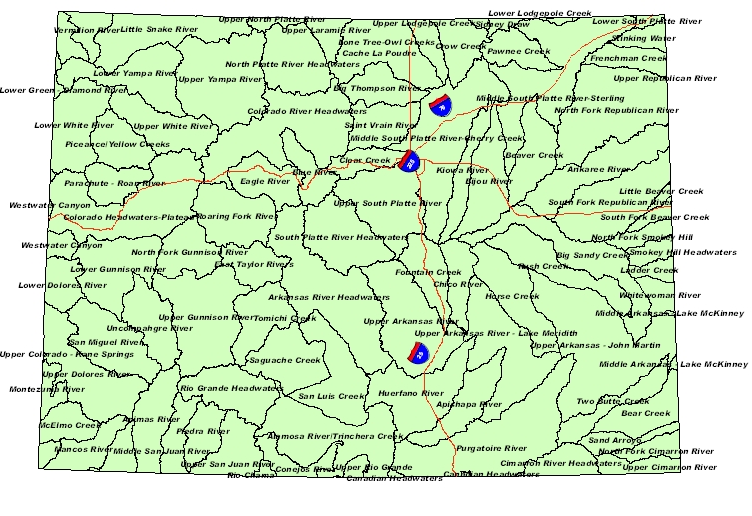 Lower Lodgepole Creek
Upper North Platte River
Upper Lodgepole Creek
Sidney Draw
Lower South Platte River
Vermilion River
Little Snake River
Upper Laramie River
Lone Tree-Owl Creeks
Crow Creek
Stinking Water
Cache La Poudre
Pawnee Creek
Frenchman Creek
North Platte River Headwaters
Lower Yampa River
Upper Yampa River
Upper Republican River
Lower Green - Diamond River
Big Thompson River
Middle South Platte River-Sterling
Colorado River Headwaters
North Fork Republican River
Lower White River
Upper White River
Saint Vrain River
Middle South Platte River-Cherry Creek
Piceance/Yellow Creeks
Beaver Creek
Clear Creek
Kiowa River
Ankaree River
Blue River
Parachute - Roan River
Eagle River
Bijou River
Little Beaver Creek
Westwater Canyon
Upper South Platte River
South Fork Republican River
Colorado Headwaters-Plateau
Roaring Fork River
South Fork Beaver Creek
South Platte River Headwaters
North Fork Smokey Hill
Westwater Canyon
North Fork Gunnison River
Big Sandy Creek
Smokey Hill Headwaters
Lower Gunnison River
East Taylor Rivers
Fountain Creek
Rush Creek
Ladder Creek
Lower Dolores River
Chico River
Arkansas River Headwaters
Horse Creek
Whitewoman River
Upper Gunnison River
Tomichi Creek
Upper Arkansas River
Middle Arkansas - Lake McKinney
Uncompahgre River
Upper Arkansas River - Lake Meridith
San Miguel River
Upper Arkansas - John Martin
Upper Colorado - Kane Springs
Saguache Creek
Middle Arkansas - Lake McKinney
Upper Dolores River
Montezuma River
Rio Grande Headwaters
San Luis Creek
Huerfano River
Two Butte Creek
Apichapa River
Bear Creek
McElmo Creek
Animas River
Piedra River
Alamosa River/Trinchera Creek
Sand Arroyo
Mancos River
Middle San Juan River
Purgatoire River
North Fork Cimarron River
Upper San Juan River
Conejos River
Upper Rio Grande
Cimarron River Headwaters
Upper Cimarron River
Rio Chama
Canadian Headwaters
Canadian Headwaters